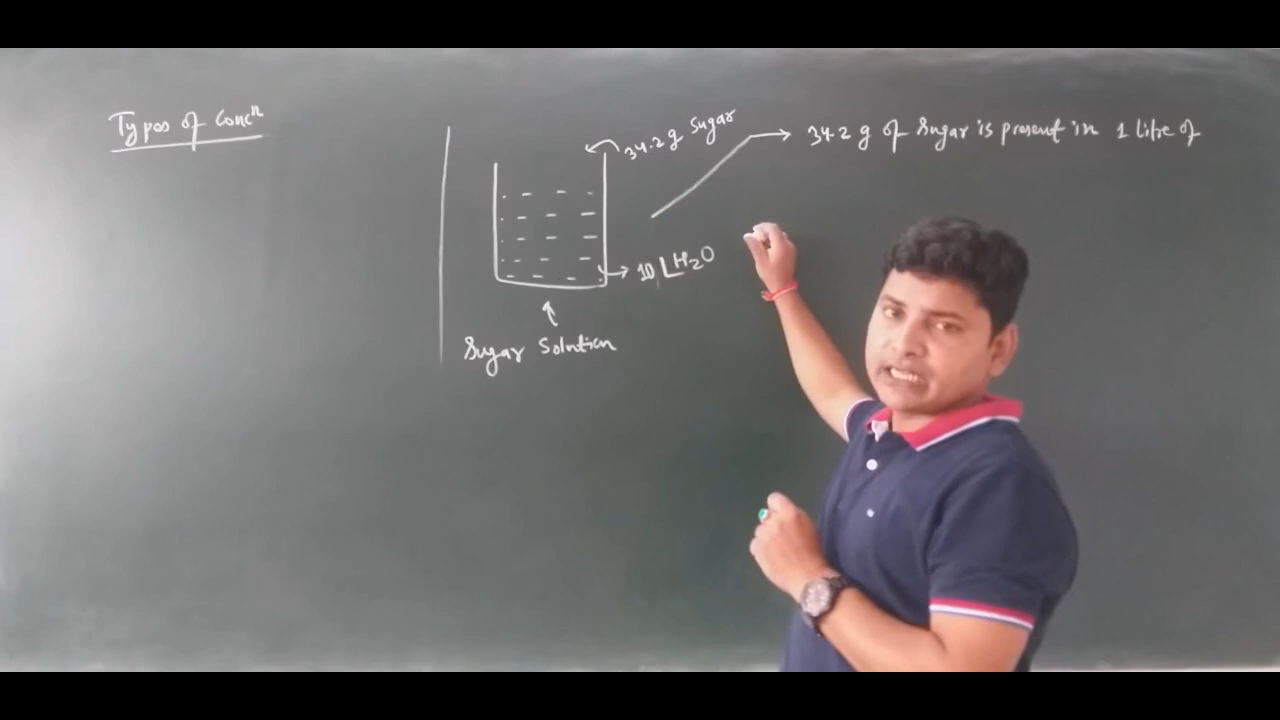 Types of Concⁿ
34.2 g Sugar
34.2 g of Sugar is present in 1 litre of
10 L H₂O
Sugar Solution